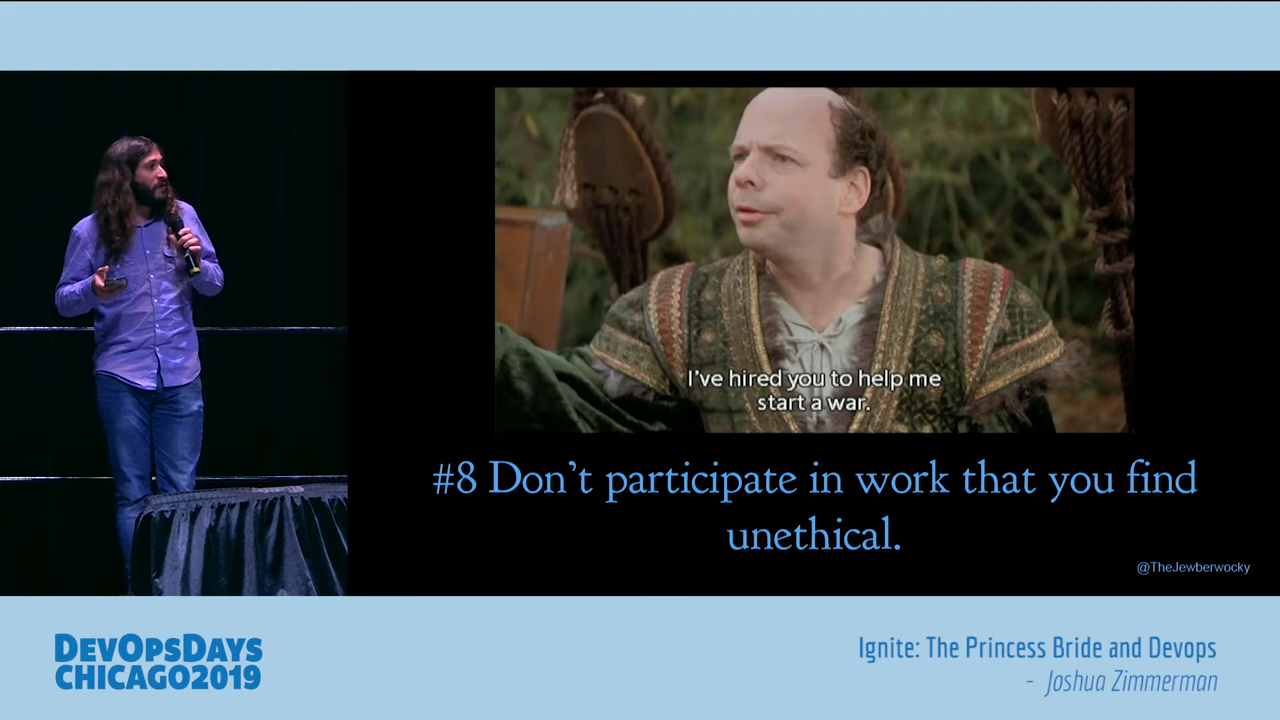 I've hired you to help me
start a war.
#8 Don't participate in work that you find
unethical.
@TheJewberwocky
DevOpsDays
Chicago2019
Ignite: The Princess Bride and Devops
- Joshua Zimmerman